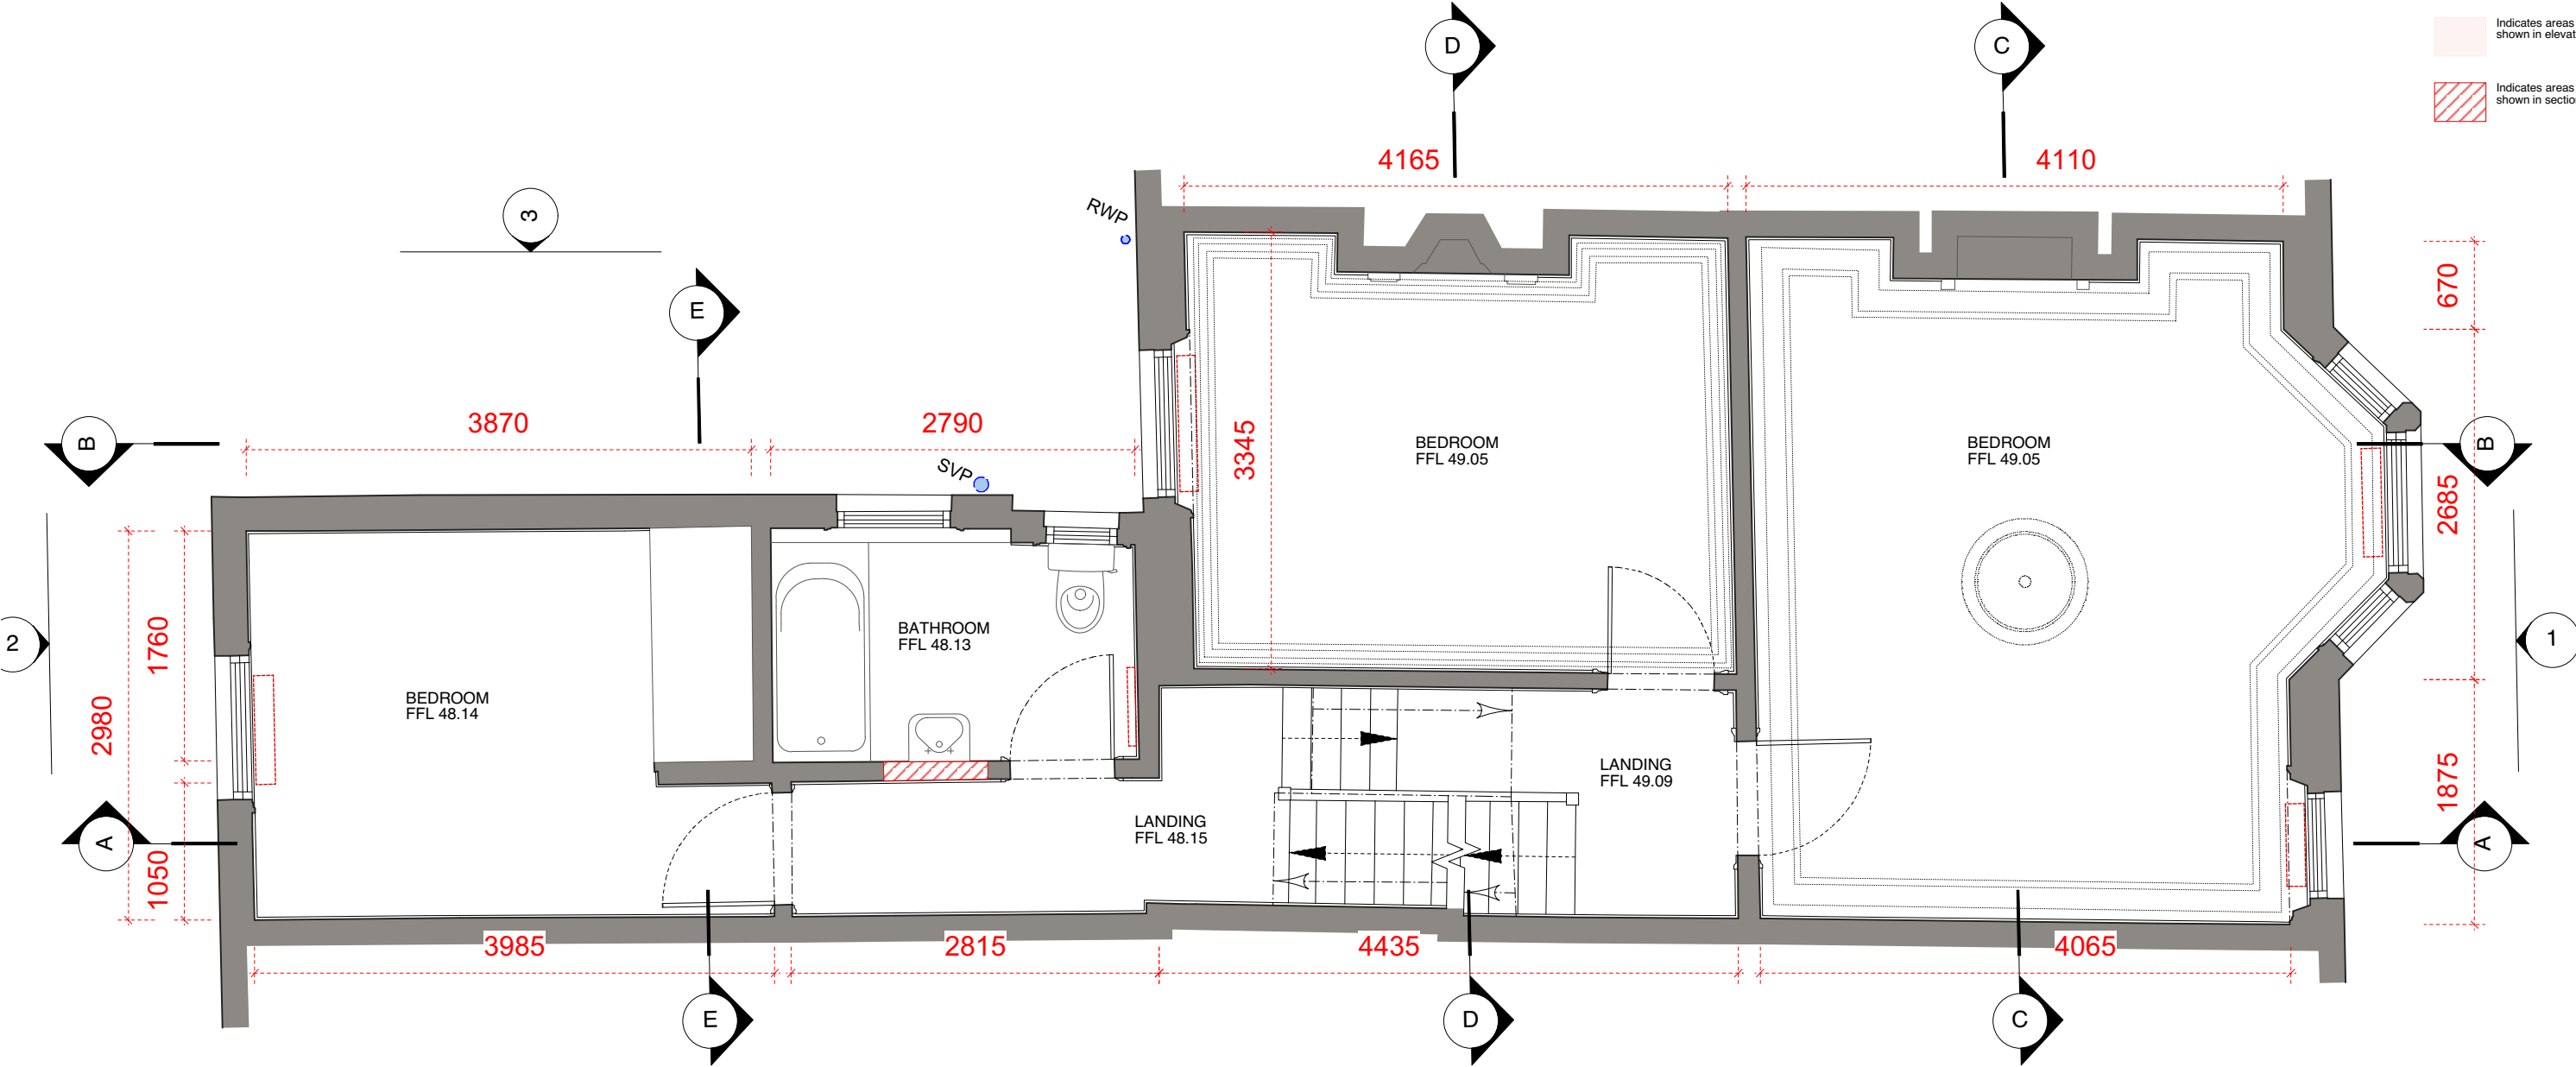 D
C
Indicates areas
shown in elevat
Indicates areas
shown in section
4165
4110
3
RWP
E
670
3870
2790
B
3345
BEDROOM
FFL 49.05
BEDROOM
FFL 49.05
B
SVP
2685
2
1760
BATHROOM
FFL 48.13
1
BEDROOM
FFL 48.14
2980
LANDING
FFL 49.09
1875
LANDING
FFL 48.15
A
A
1050
3985
2815
4435
4065
E
D
C